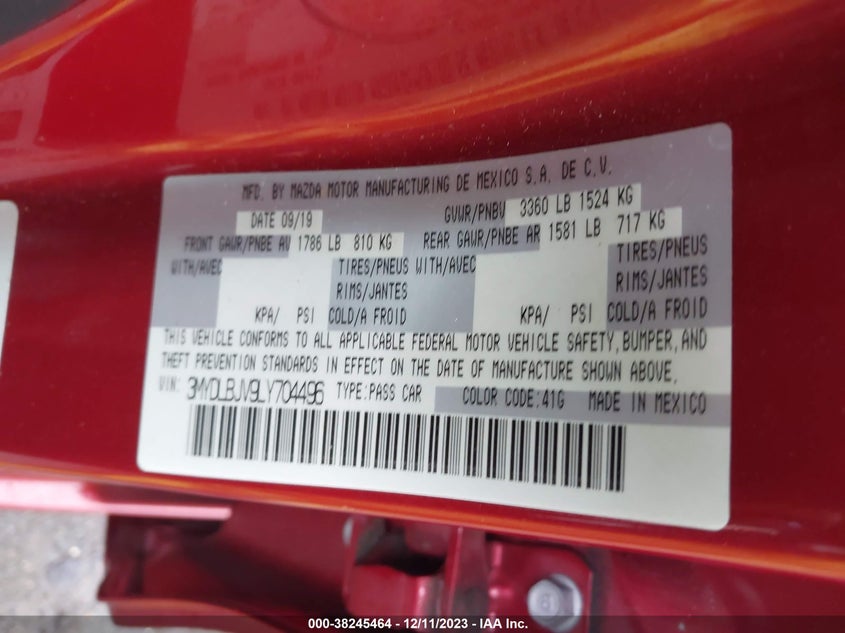 MFD. BY MAZDA MOTOR MANUFACTURING DE MEXICO S.A. DE C.V.
DATE 09/19 GVWR/PNBV 3360 LB 1524 KG
FRONT GAWR/PNBE AV 1786 LB 810 KG REAR GAWR/PNBE AR 1581 LB 717 KG
WITH/AVEC TIRES/PNEUS WITH/AVEC TIRES/PNEUS
RIMS/JANTES RIMS/JANTES
KPA/ PSI COLD/A FROID KPA/ PSI COLD/A FROID
THIS VEHICLE CONFORMS TO ALL APPLICABLE FEDERAL MOTOR VEHICLE SAFETY, BUMPER, AND
THEFT PREVENTION STANDARDS IN EFFECT ON THE DATE OF MANUFACTURE SHOWN ABOVE.
VIN: 3MYDLBJV9LY704496 TYPE:PASS CAR COLOR CODE:41G MADE IN MEXICO
000-38245464 - 12/11/2023 - IAA Inc.